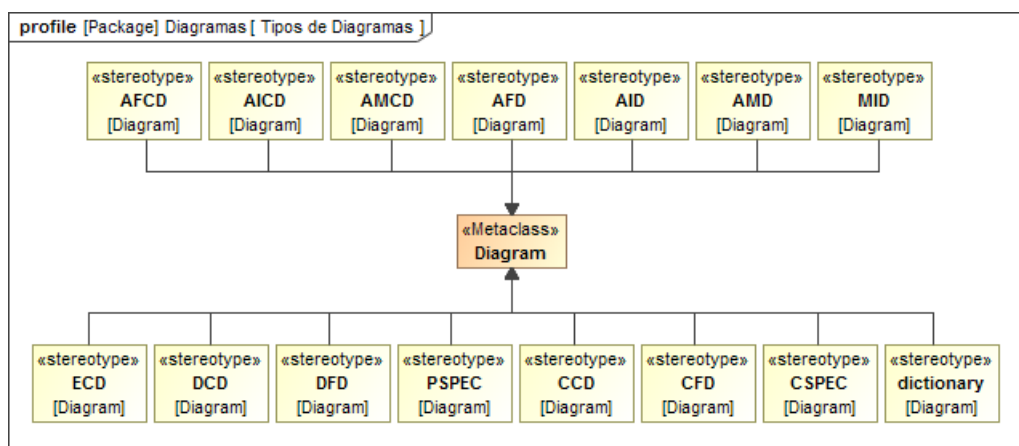 profile [Package] Diagramas [ Tipos de Diagramas ]
«stereotype» «stereotype» «stereotype» «stereotype» «stereotype» «stereotype» «stereotype»
AFCD AICD AMCD AFD AID AMD MID
[Diagram] [Diagram] [Diagram] [Diagram] [Diagram] [Diagram] [Diagram]
«Metaclass»
Diagram
«stereotype» «stereotype» «stereotype» «stereotype» «stereotype» «stereotype» «stereotype» «stereotype»
ECD DCD DFD PSPEC CCD CFD CSPEC dictionary
[Diagram] [Diagram] [Diagram] [Diagram] [Diagram] [Diagram] [Diagram] [Diagram]